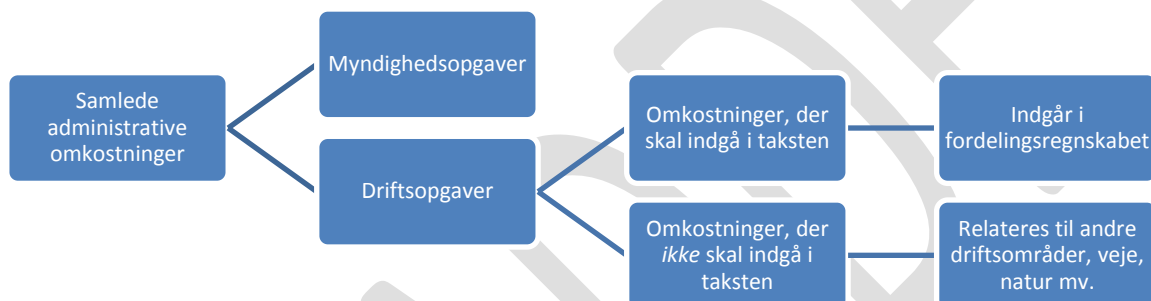 Samlede
administrative
omkostninger
Myndighedsopgaver
Driftsopgaver
Omkostninger, der
skal indgå i taksten
Indgår i
fordelingsregnskabet
Omkostninger, der
ikke skal indgå i
taksten
Relateres til andre
driftsområder, veje,
natur mv.